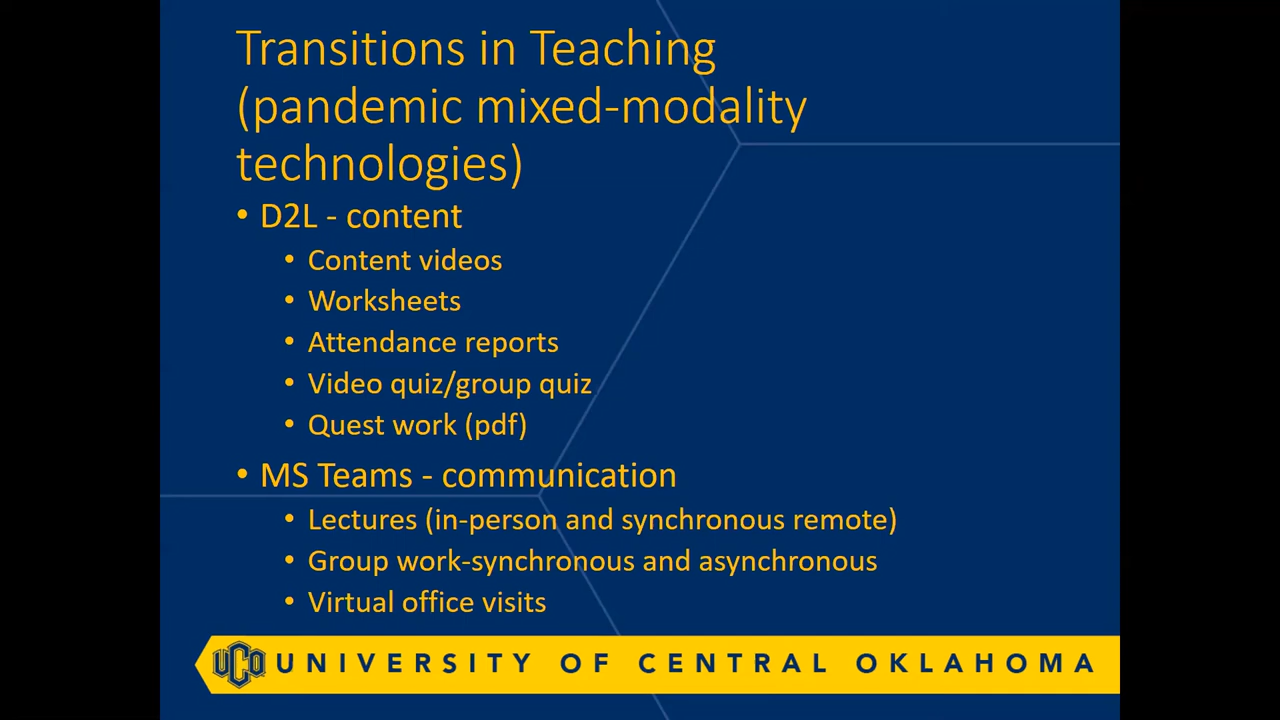 Transitions in Teaching
(pandemic mixed-modality
technologies)
• D2L - content
• Content videos
• Worksheets
• Attendance reports
• Video quiz/group quiz
• Quest work (pdf)
• MS Teams - communication
• Lectures (in-person and synchronous remote)
• Group work-synchronous and asynchronous
• Virtual office visits
UCO UNIVERSITY OF CENTRAL OKLAHOMA